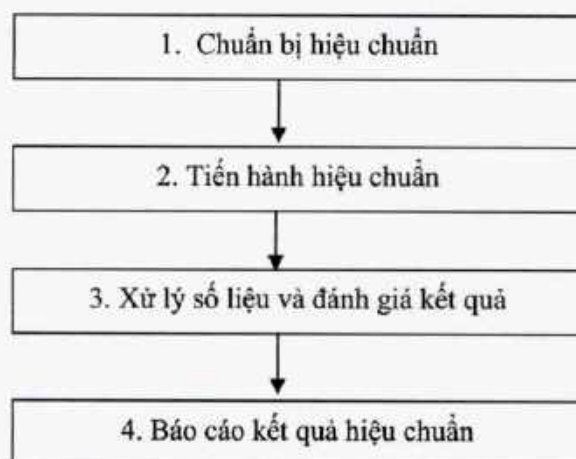 1. Chuẩn bị hiệu chuẩn
2. Tiến hành hiệu chuẩn
3. Xử lý số liệu và đánh giá kết quả
4. Báo cáo kết quả hiệu chuẩn